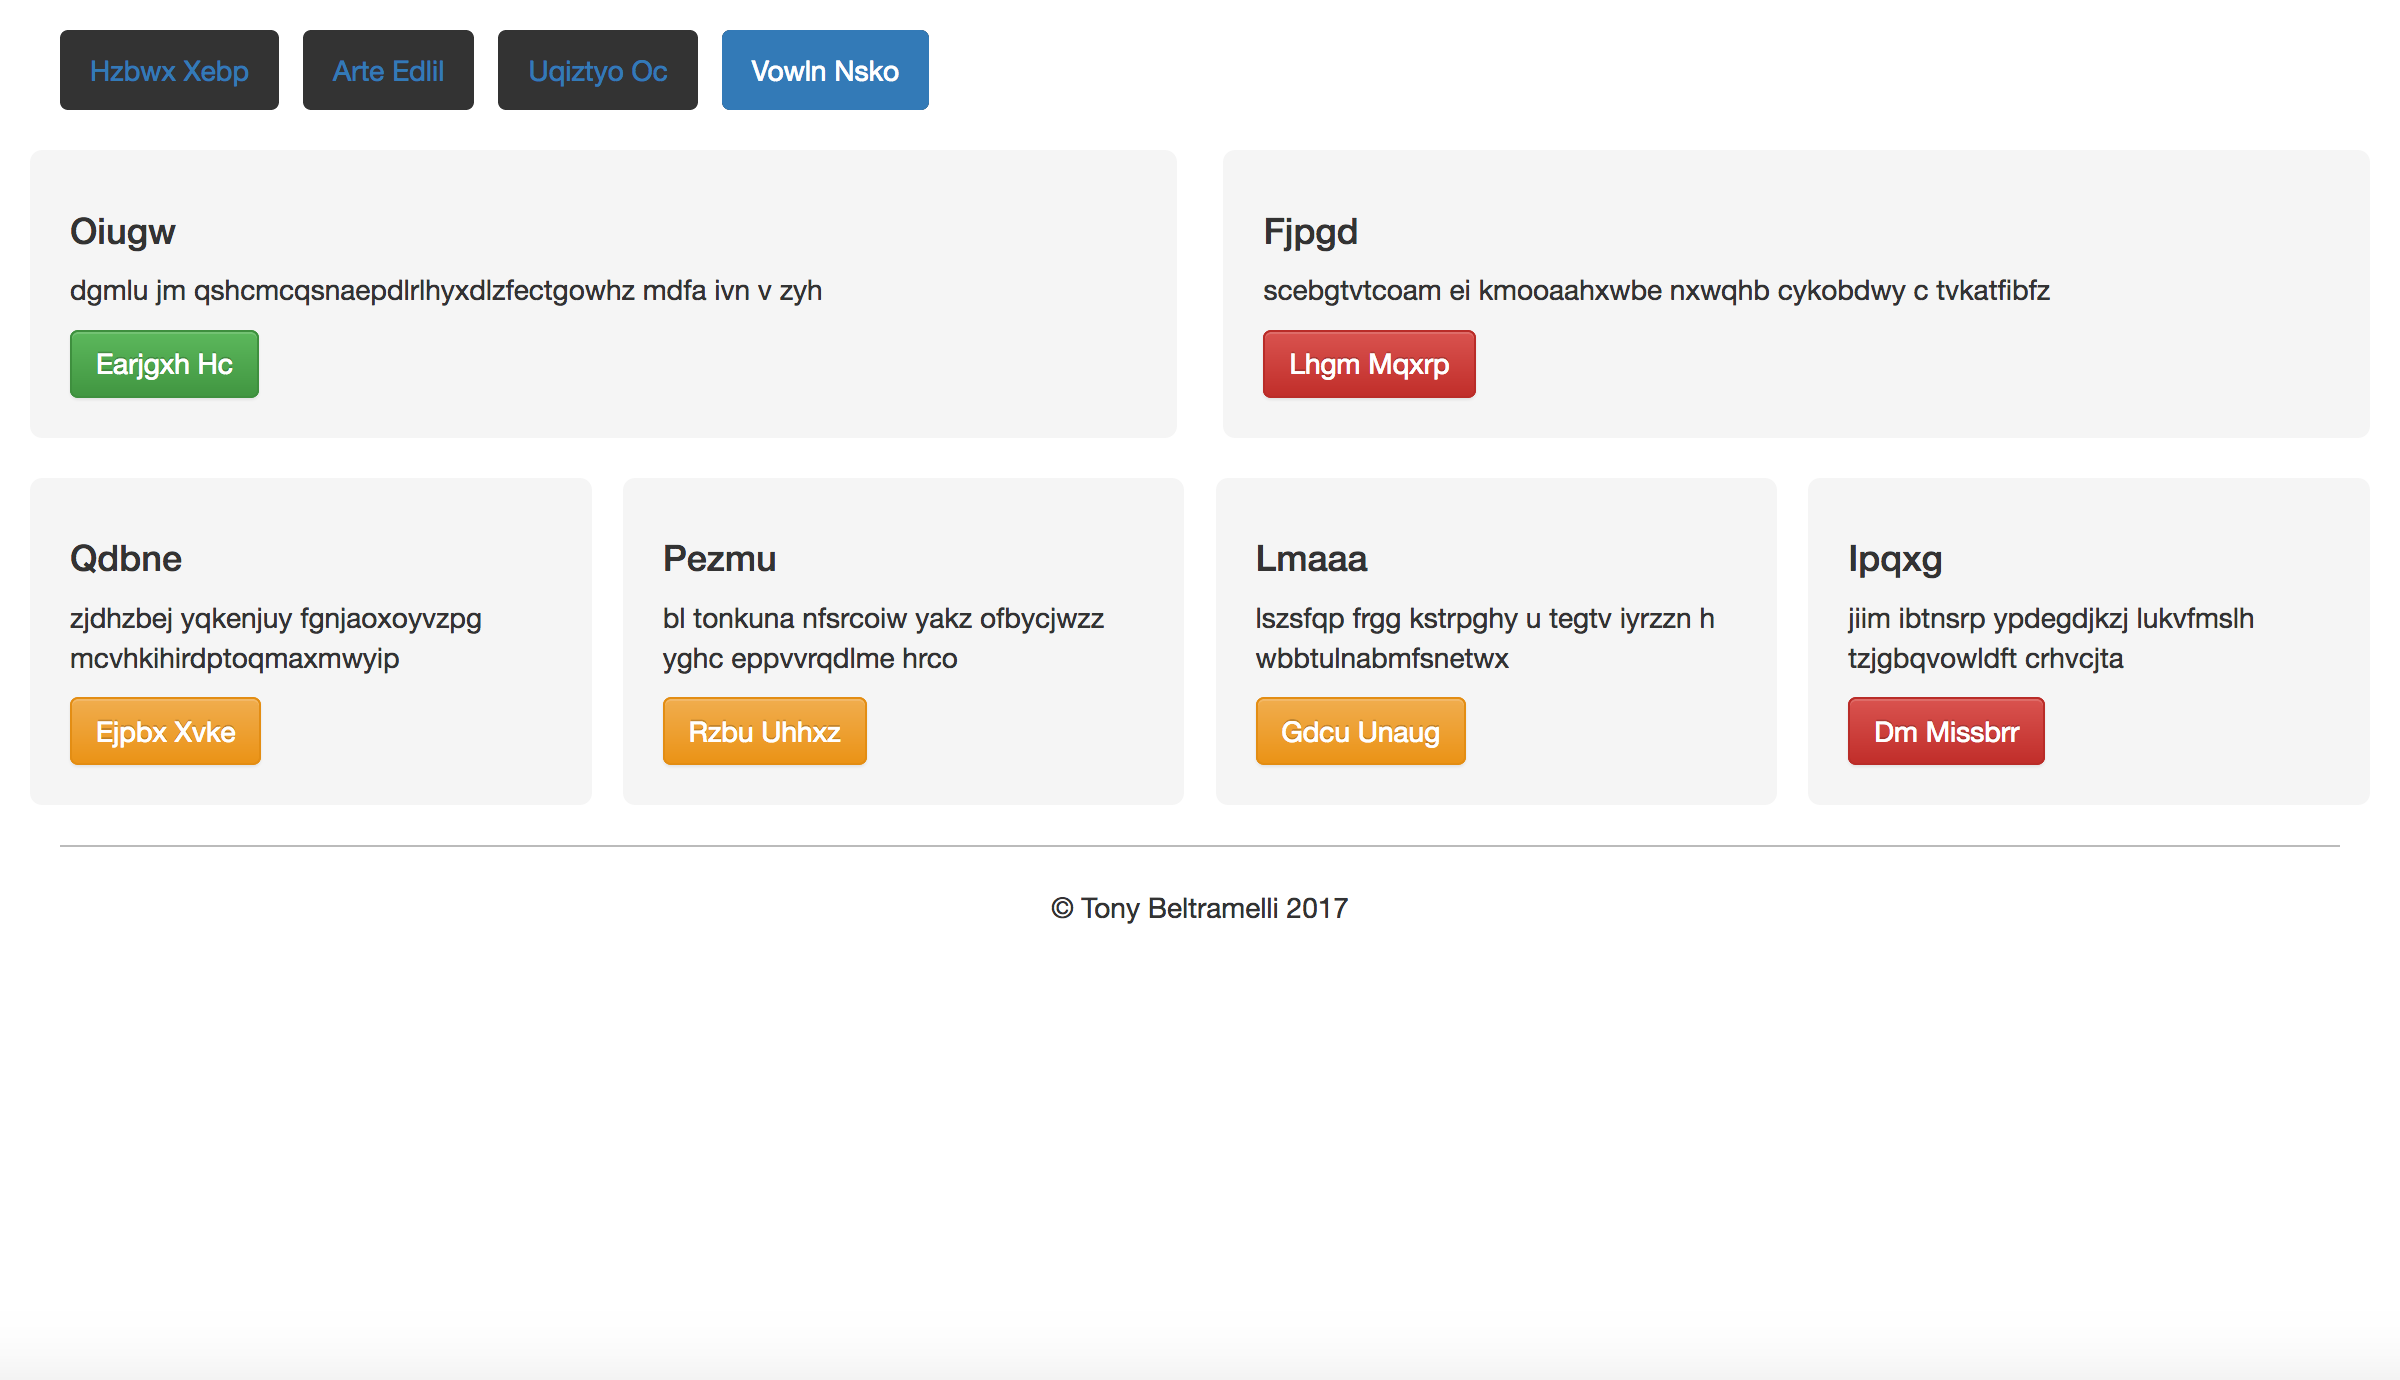 Hzbwx Xebp
Arte Edlil
Uqiztyo Oc
Vowln Nsko
Oiugw
dgmlu jm qshcmcqsnaepdlrlhyxdlzfectgowhz mdfa ivn v zyh
Earjgxh Hc
Fjpgd
scebgtvtcoam ei kmooaahxwbe nxwqhb cykobdwy c tvkatfibfz
Lhgm Mqxrp
Qdbne
zjdhzbej yqkenjuy fgnjaoxoyvzpg
mcvhkihirdptoqmaxmwyip
Ejpbx Xvke
Pezmu
bl tonkuna nfsrcoiw yakz ofbycjwzz
yghc eppvvrqdlme hrco
Rzbu Uhhxz
Lmaaa
lszsfqp frgg kstrpghy u tegtv iyrzzn h
wbbtulnabmfsnetwx
Gdcu Unaug
Ipqxg
jiim ibtnsrp ypdegdjkzj lukvfmslh
tzjgbqvowldft crhvcjta
Dm Missbrr
© Tony Beltramelli 2017